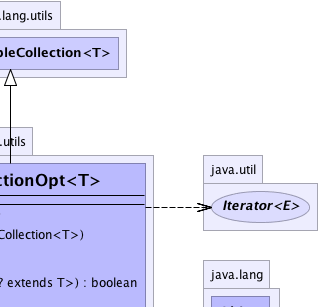 .lang.utils
bleCollection<T>
.utils
ctionOpt<T>
Collection<T>)
? extends T>) : boolean
java.util
Iterator<E>
java.lang